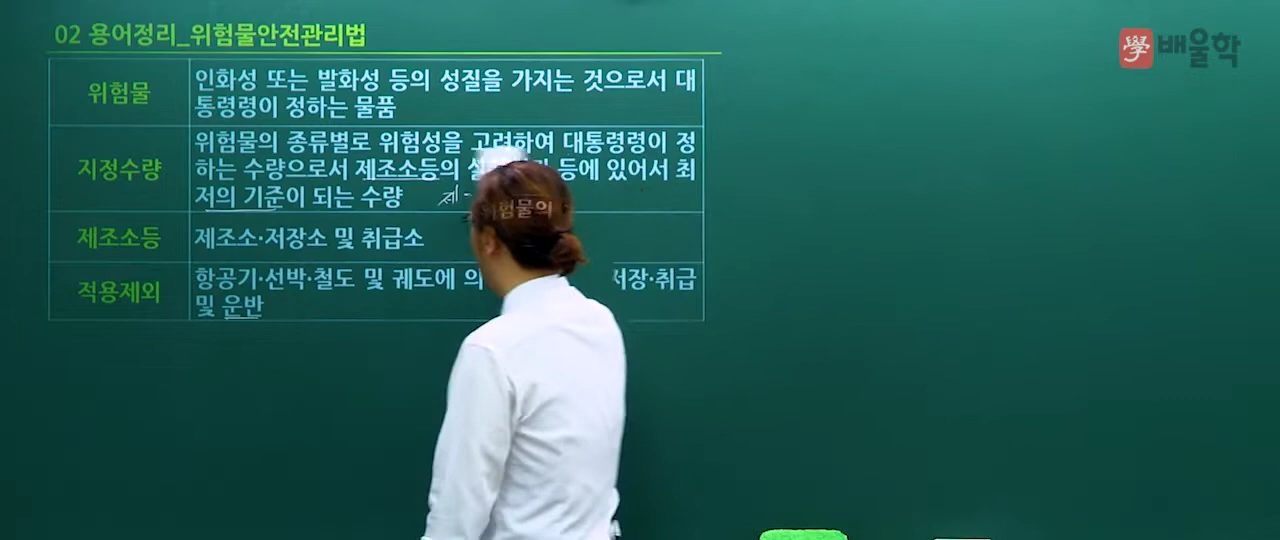 02 용어정리_위험물안전관리법
學 배울학
위험물
인화성 또는 발화성 등의 성질을 가지는 것으로서 대
통령령이 정하는 물품
지정수량
위험물의 종류별로 위험성을 고려하여 대통령령이 정
하는 수량으로서 제조소등의 등에 있어서 최
저의 기준이 되는 수량
제조소등
제조소·저장소 및 취급소
위험물의
적용제외
항공기·선박·철도 및 궤도에 의 저장·취급
및 운반